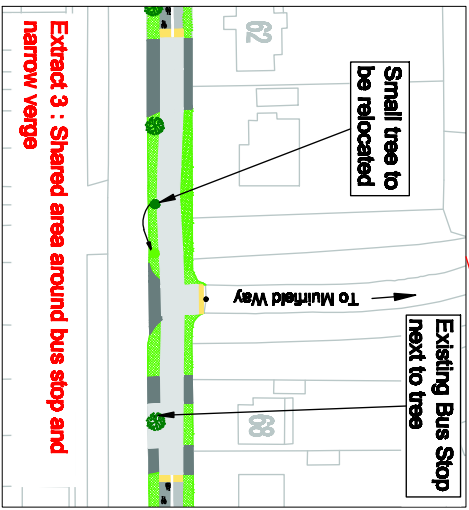 62
Small tree to
be relocated
To Muirfield Way
Existing Bus Stop
next to tree
68
Extract 3 : Shared area around bus stop and
narrow verge